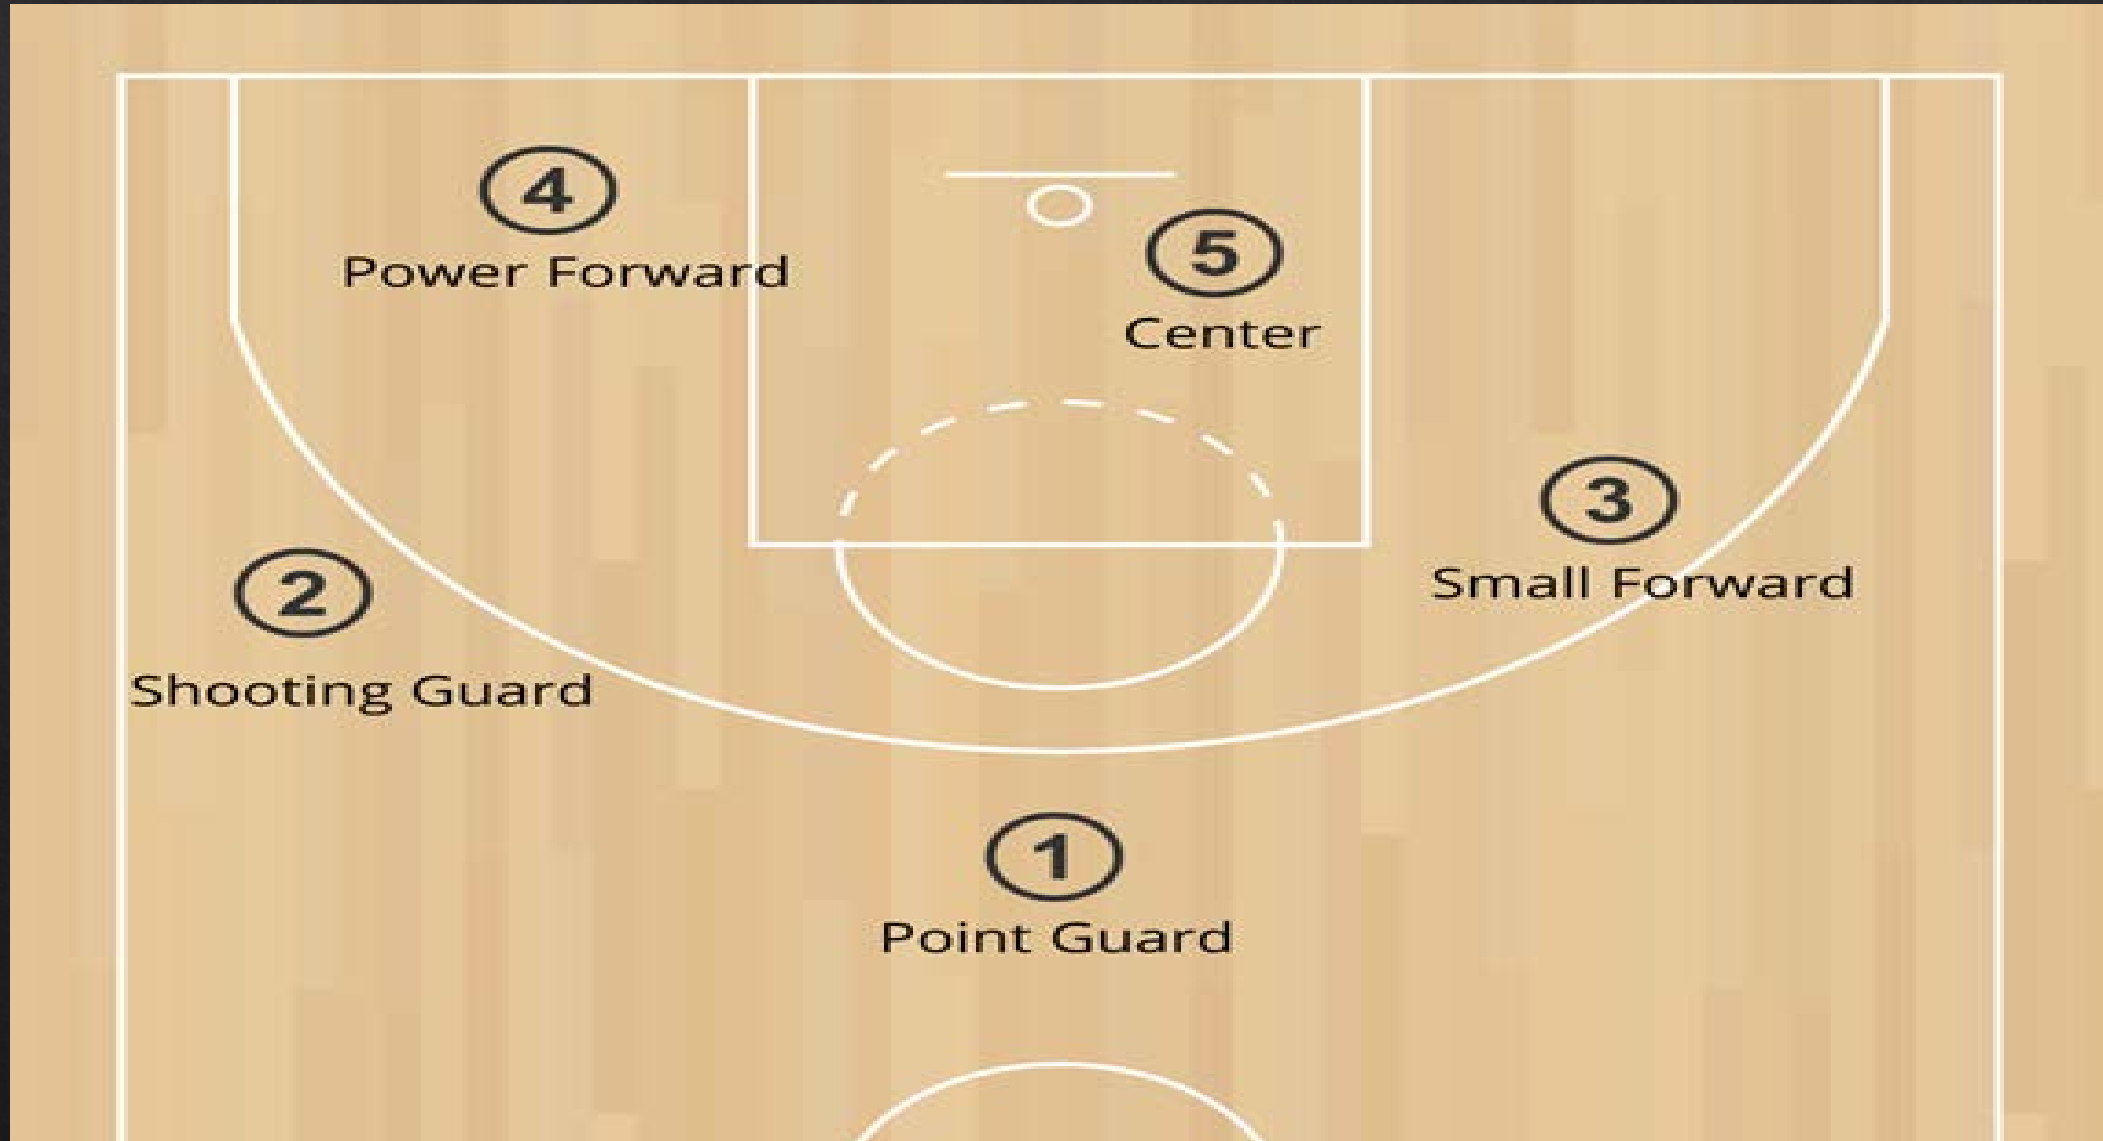 4
Power Forward
5
Center
3
Small Forward
2
Shooting Guard
1
Point Guard